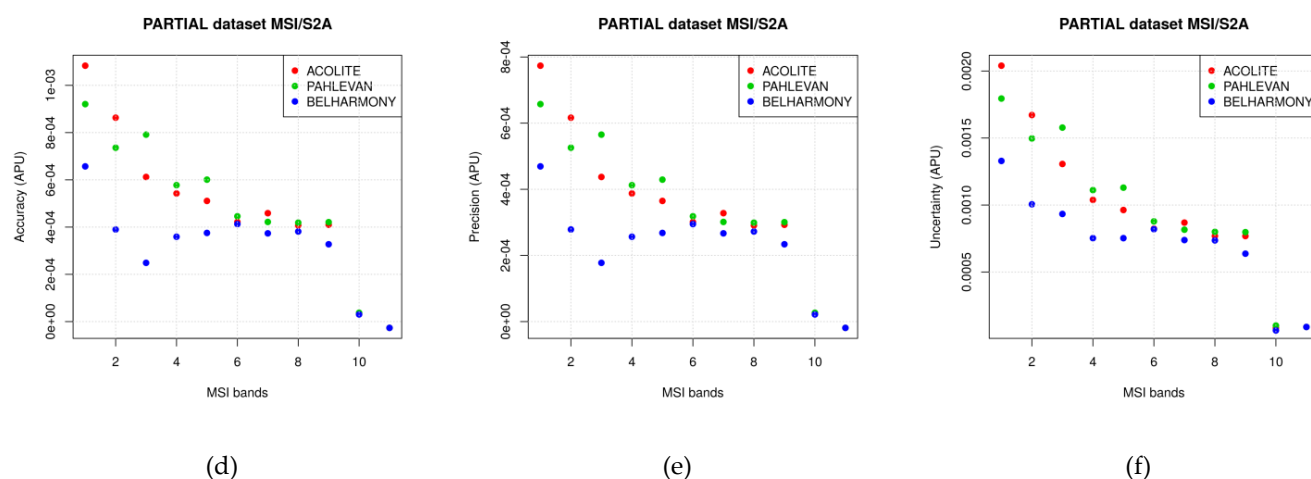 PARTIAL dataset MSI/S2A
Accuracy (APU)
0e+00
2e-04
4e-04
6e-04
8e-04
1e-03
ACOLITE
PAHLEVAN
BELHARMONY
2 4 6 8 10
MSI bands
(d)
PARTIAL dataset MSI/S2A
Precision (APU)
0e+00
2e-04
4e-04
6e-04
8e-04
ACOLITE
PAHLEVAN
BELHARMONY
2 4 6 8 10
MSI bands
(e)
PARTIAL dataset MSI/S2A
Uncertainty (APU)
0.0005
0.0010
0.0015
0.0020
ACOLITE
PAHLEVAN
BELHARMONY
2 4 6 8 10
MSI bands
(f)